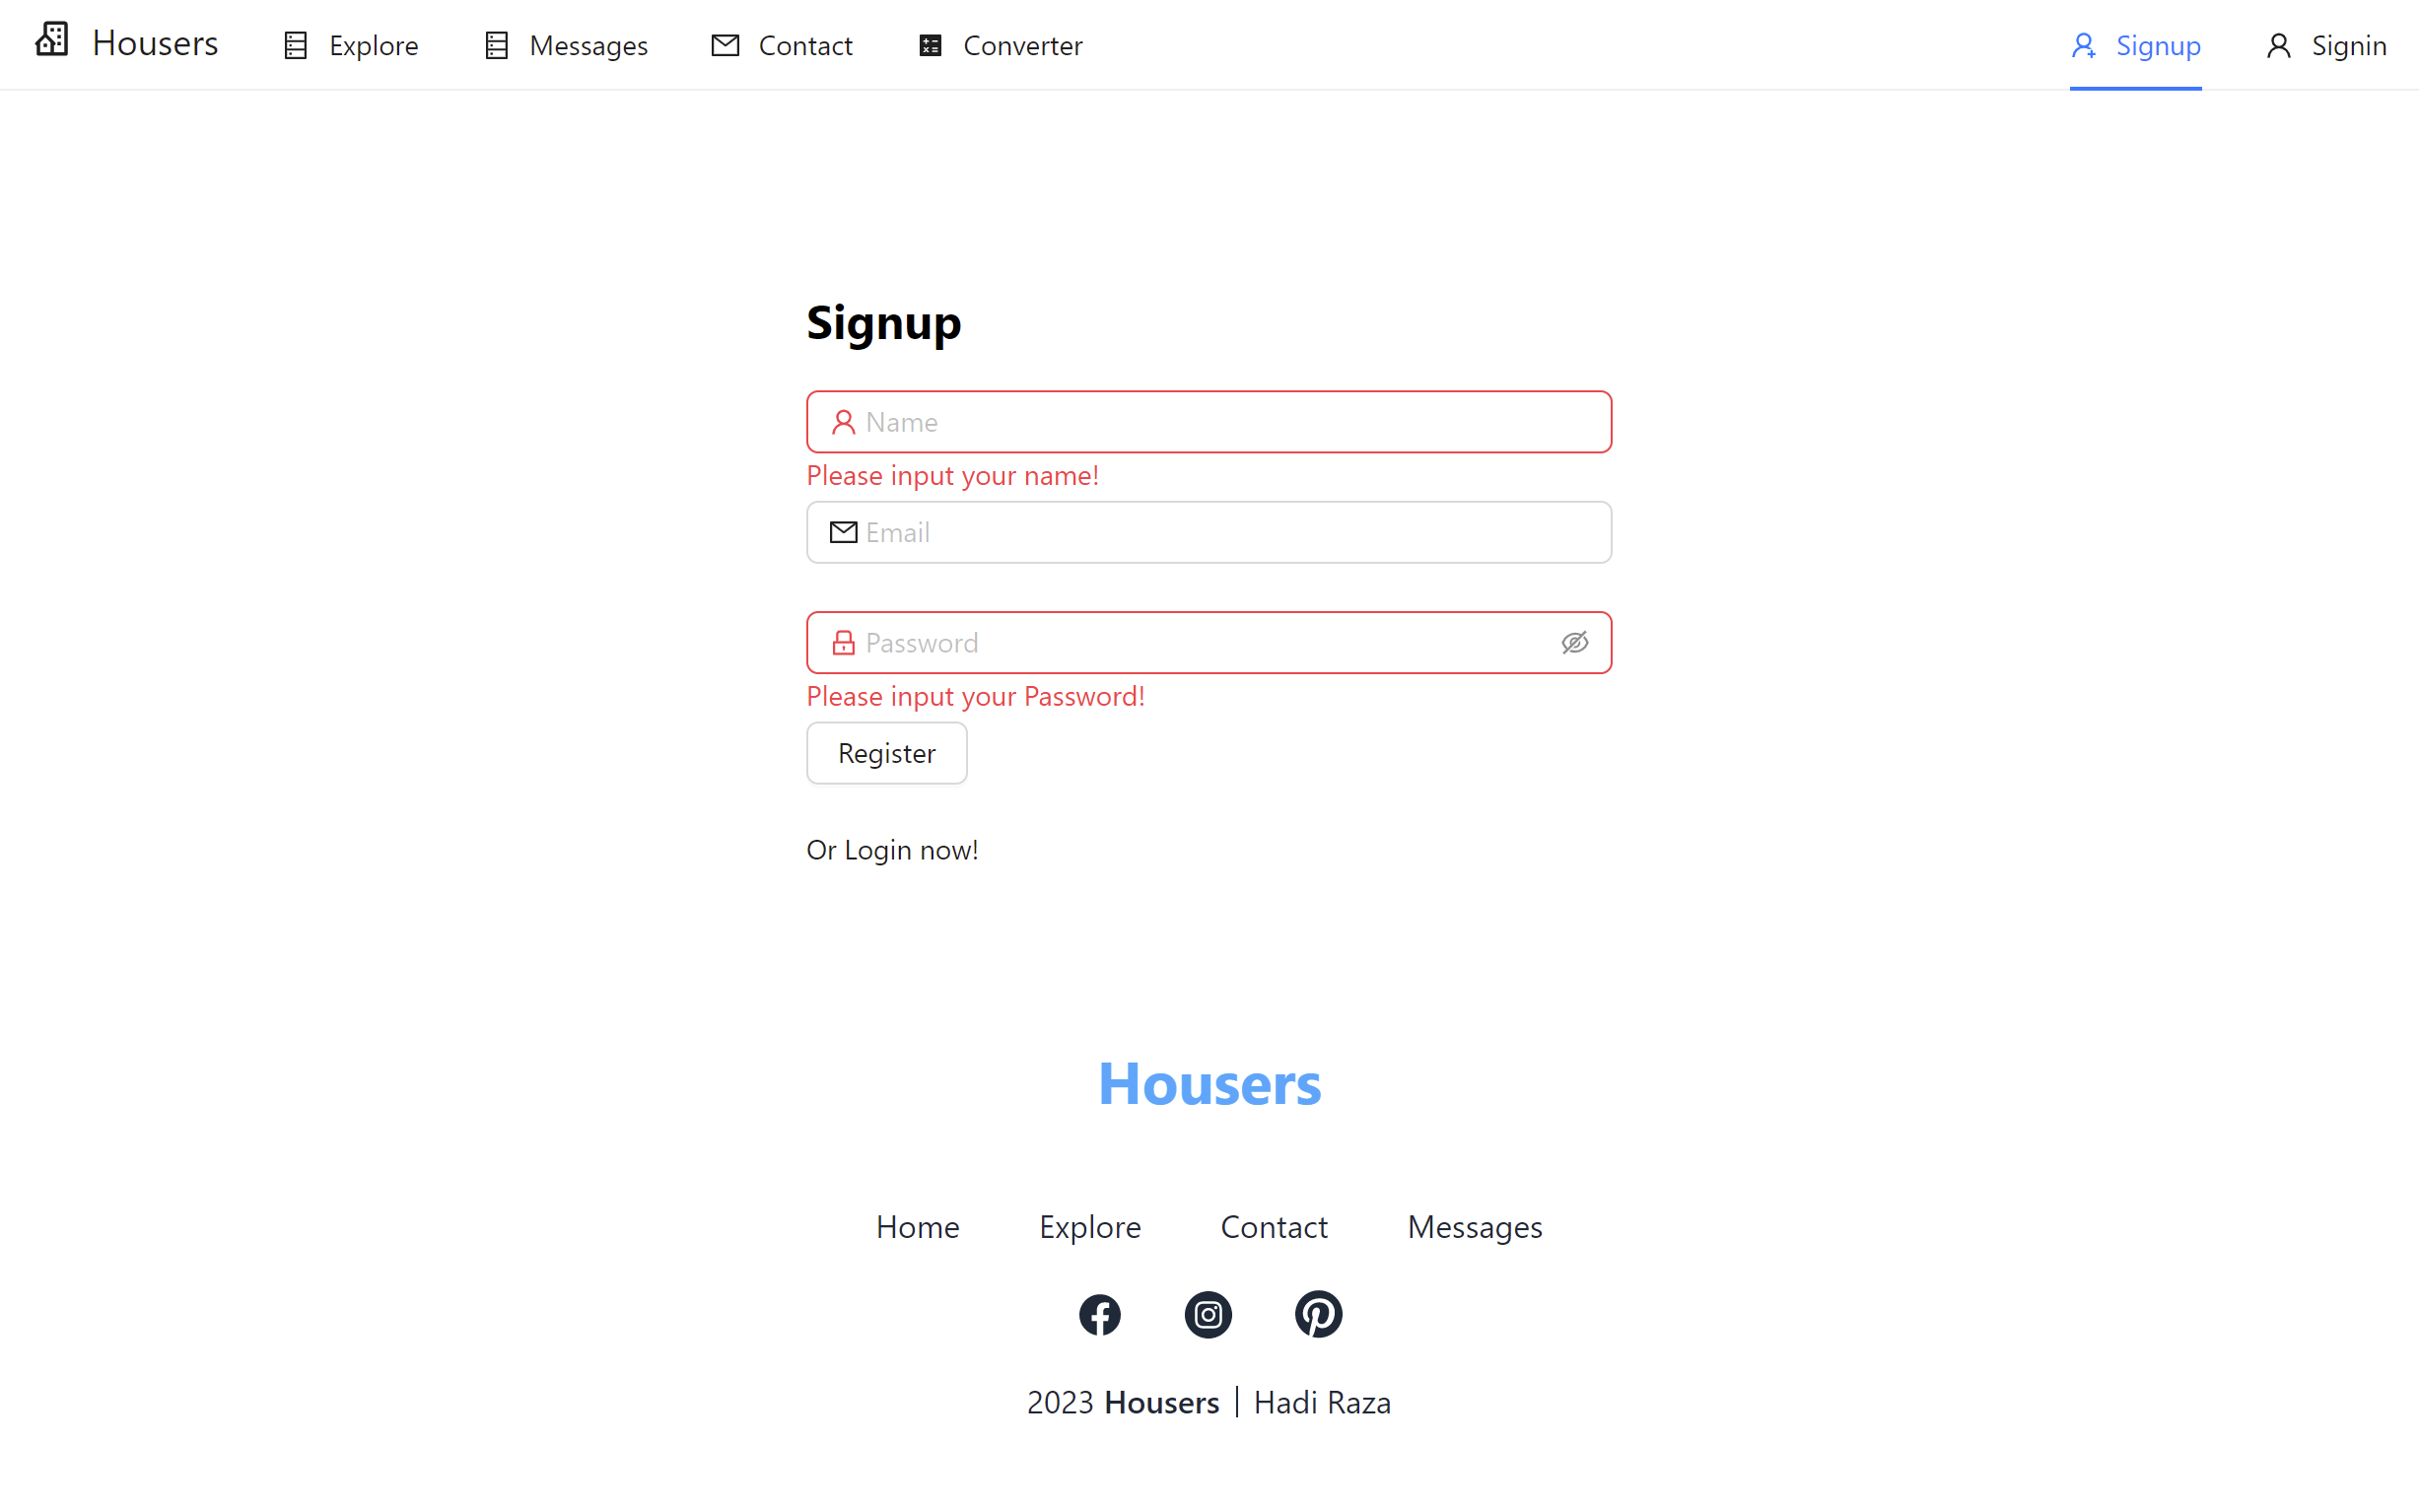 Housers Explore Messages Contact Converter Signup Signin
Signup
Name
Please input your name!
Email
Password
Please input your Password!
Register
Or Login now!
Housers
Home Explore Contact Messages
2023 Housers | Hadi Raza